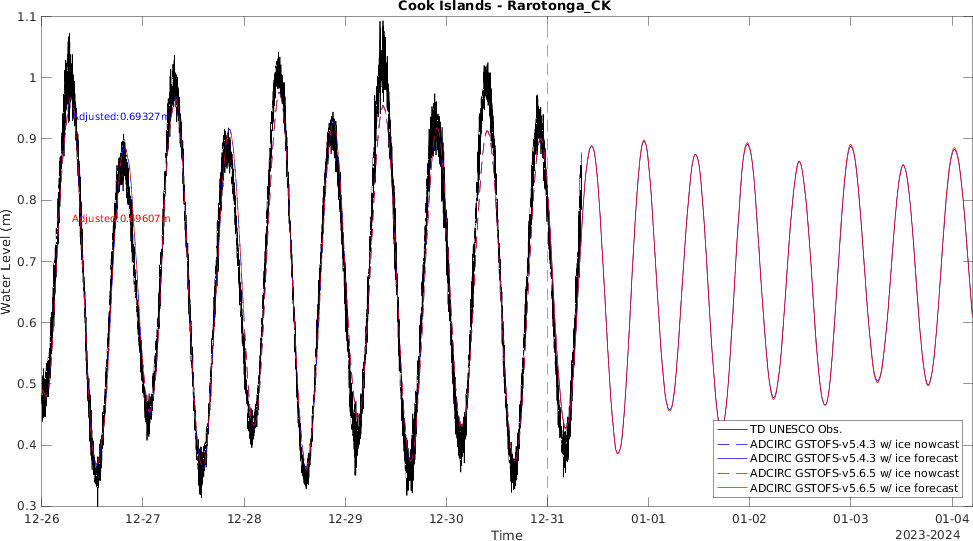 Cook Islands - Rarotonga_CK
1.1
1
0.9
0.8
0.7
0.6
0.5
0.4
0.3
Water Level (m)
Adjusted:0.69327m
Adjusted:0.69607m
TD UNESCO Obs.
ADCIRC GSTOFS-v5.4.3 w/ ice nowcast
ADCIRC GSTOFS-v5.4.3 w/ ice forecast
ADCIRC GSTOFS-v5.6.5 w/ ice nowcast
ADCIRC GSTOFS-v5.6.5 w/ ice forecast
12-26 12-27 12-28 12-29 12-30 12-31 01-01 01-02 01-03 01-04
Time
2023-2024